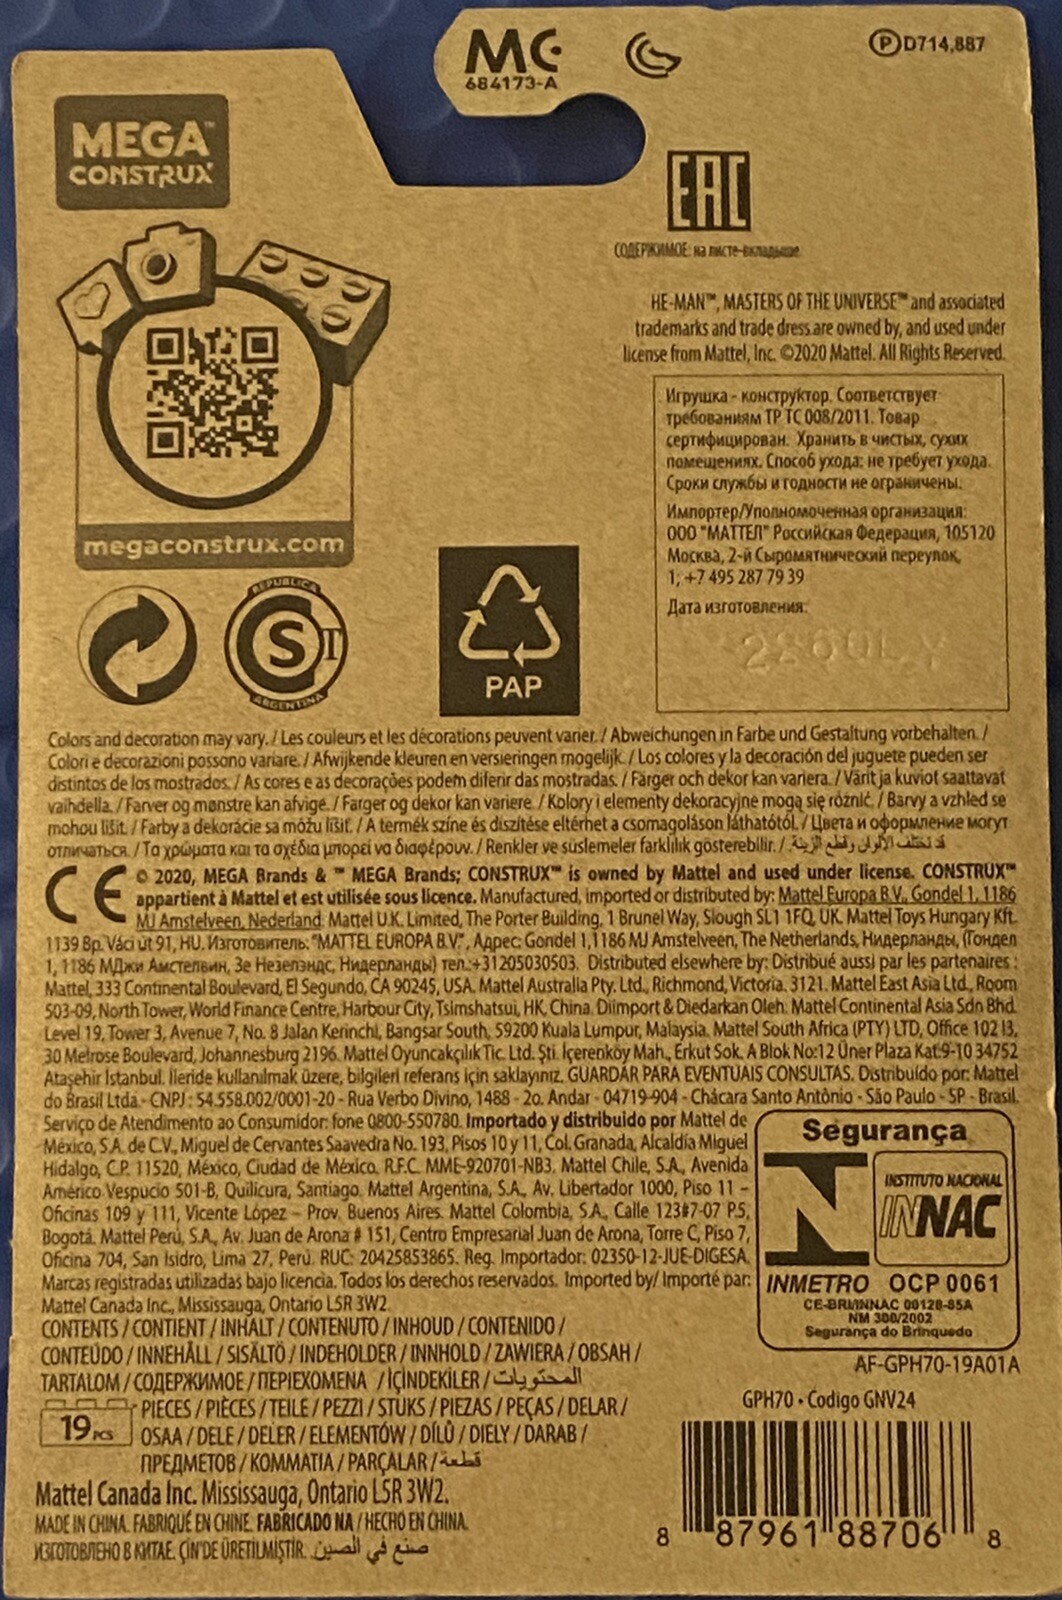 MC
684173-A
ⓅD714,887
MEGA™
CONSTRUX™
EAC
СОДЕРЖИМОЕ: на листе-вкладыше
HE-MAN™, MASTERS OF THE UNIVERSE™ and associated
trademarks and trade dress are owned by, and used under
license from Mattel, Inc. ©2020 Mattel. All Rights Reserved.
Игрушка - конструктор. Соответствует
требованиям ТР ТС 008/2011. Товар
сертифицирован. Хранить в чистых, сухих
помещениях. Способ ухода: не требует ухода.
Сроки службы и годности не ограничены.
Импортер/Уполномоченная организация:
ООО "МАТТЕЛ" Российская Федерация, 105120
Москва, 2-й Сыромятнический переулок,
1; +7 495 287 79 39
Дата изготовления:
megaconstrux.com
REPUBLICA
S
ARGENTINA
PAP
Colors and decoration may vary. / Les couleurs et les décorations peuvent varier. / Abweichungen in Farbe und Gestaltung vorbehalten. /
Colori e decorazioni possono variare. / Afwijkende kleuren en versieringen mogelijk. / Los colores y la decoración del juguete pueden ser
distintos de los mostrados. / As cores e as decorações podem diferir das mostradas. / Färger och dekor kan variera. / Värit ja kuviot saattavat
vaihdella. / Farver og mønstre kan afvige. / Farger og dekor kan variere. / Kolory i elementy dekoracyjne mogą się różnić. / Barvy a vzhled se
mohou lišit. / Farby a dekorácie sa môžu líšiť. / A termék színe és díszítése eltérhet a csomagoláson láthatótól. / Цвета и оформление могут
отличаться. / Τα χρώματα και τα σχέδια μπορεί να διαφέρουν. / Renkler ve süslemeler farklılık gösterebilir. / قد تختلف الألوان وقطع الزينة.
CE © 2020, MEGA Brands & ™ MEGA Brands; CONSTRUX™ is owned by Mattel and used under license. CONSTRUX™
appartient à Mattel et est utilisée sous licence. Manufactured, imported or distributed by: Mattel Europa B.V., Gondel 1, 1186
MJ Amstelveen, Nederland. Mattel U.K. Limited, The Porter Building, 1 Brunel Way, Slough SL1 1FQ, UK. Mattel Toys Hungary Kft.
1139 Bp. Váci út 91, HU. Изготовитель: "MATTEL EUROPA B.V.", Адрес: Gondel 1,1186 MJ Amstelveen, The Netherlands, Нидерланды, (Гондел
1, 1186 МДжи Амстелвин, Зе Незелэндс, Нидерланды) тел.:+31205030503. Distributed elsewhere by: Distribué aussi par les partenaires :
Mattel, 333 Continental Boulevard, El Segundo, CA 90245, USA. Mattel Australia Pty. Ltd., Richmond, Victoria. 3121. Mattel East Asia Ltd., Room
503-09, North Tower, World Finance Centre, Harbour City, Tsimshatsui, HK, China. Diimport & Diedarkan Oleh: Mattel Continental Asia Sdn Bhd.
Level 19, Tower 3, Avenue 7, No. 8 Jalan Kerinchi, Bangsar South, 59200 Kuala Lumpur, Malaysia. Mattel South Africa (PTY) LTD, Office 102 I3,
30 Melrose Boulevard, Johannesburg 2196. Mattel Oyuncakçılık Tic. Ltd. Şti. İçerenköy Mah., Erkut Sok. A Blok No:12 Üner Plaza Kat:9-10 34752
Ataşehir İstanbul. İleride kullanılmak üzere, bilgileri referans için saklayınız. GUARDAR PARA EVENTUAIS CONSULTAS. Distribuído por: Mattel
do Brasil Ltda.- CNPJ : 54.558.002/0001-20 - Rua Verbo Divino, 1488 - 2o. Andar - 04719-904 - Chácara Santo Antônio - São Paulo - SP - Brasil.
Serviço de Atendimento ao Consumidor: fone 0800-550780. Importado y distribuido por Mattel de
México, S.A. de C.V., Miguel de Cervantes Saavedra No. 193, Pisos 10 y 11, Col. Granada, Alcaldía Miguel
Hidalgo, C.P. 11520, México, Ciudad de México. R.F.C. MME-920701-NB3. Mattel Chile, S.A., Avenida
Américo Vespucio 501-B, Quilicura, Santiago. Mattel Argentina, S.A., Av. Libertador 1000, Piso 11 –
Oficinas 109 y 111, Vicente López – Prov. Buenos Aires. Mattel Colombia, S.A., Calle 123#7-07 P.5,
Bogotá. Mattel Perú, S.A., Av. Juan de Arona # 151, Centro Empresarial Juan de Arona, Torre C, Piso 7,
Oficina 704, San Isidro, Lima 27, Perú. RUC: 20425853865. Reg. Importador: 02350-12-JUE-DIGESA.
Marcas registradas utilizadas bajo licencia. Todos los derechos reservados. Imported by/ Importé par:
Mattel Canada Inc., Mississauga, Ontario L5R 3W2.
Segurança
INSTITUTO NACIONAL
INNAC
INMETRO OCP 0061
CE-BRI/INNAC 00128-85A
NM 300/2002
Segurança do Brinquedo
CONTENTS / CONTIENT / INHALT / CONTENUTO / INHOUD / CONTENIDO /
CONTEÚDO / INNEHÅLL / SISÄLTÖ / INDEHOLDER / INNHOLD / ZAWIERA / OBSAH /
TARTALOM / СОДЕРЖИМОЕ / ΠΕΡΙΕΧΟΜΕΝΑ / İÇİNDEKİLER / المحتويات
19 PCS
PIECES / PIÈCES / TEILE / PEZZI / STUKS / PIEZAS / PEÇAS / DELAR /
OSAA / DELE / DELER / ELEMENTÓW / DÍLŮ / DIELY / DARAB /
ПРЕДМЕТОВ / ΚΟΜΜΑΤΙΑ / PARÇALAR / قطعة
AF-GPH70-19A01A
GPH70 • Codigo GNV24
Mattel Canada Inc. Mississauga, Ontario L5R 3W2.
MADE IN CHINA. FABRIQUÉ EN CHINE. FABRICADO NA / HECHO EN CHINA.
ИЗГОТОВЛЕНО В КИТАЕ. ÇİN'DE ÜRETİLMİŞTİR. صنع في الصين
8 87961 88706 8